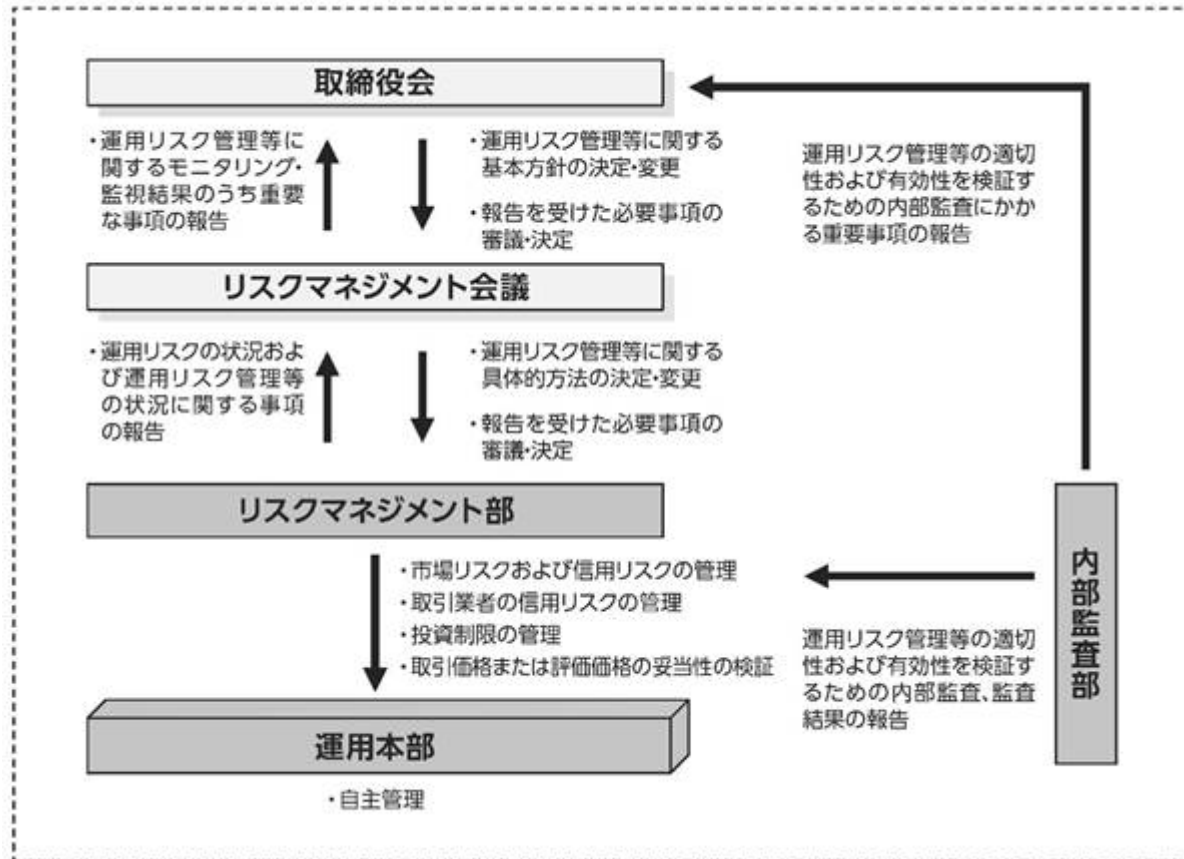 取締役会
・運用リスク管理等に
関するモニタリング・
監視結果のうち重要
な事項の報告
・運用リスク管理等に関する
基本方針の決定・変更
・報告を受けた必要事項の
審議・決定
運用リスク管理等の適切
性および有効性を検証す
るための内部監査にかか
る重要事項の報告
リスクマネジメント会議
・運用リスクの状況およ
び運用リスク管理等
の状況に関する事項
の報告
・運用リスク管理等に関する
具体的方法の決定・変更
・報告を受けた必要事項の
審議・決定
リスクマネジメント部
・市場リスクおよび信用リスクの管理
・取引業者の信用リスクの管理
・投資制限の管理
・取引価格または評価価格の妥当性の検証
運用リスク管理等の適切
性および有効性を検証す
るための内部監査、監査
結果の報告
内部監査部
運用本部
・自主管理